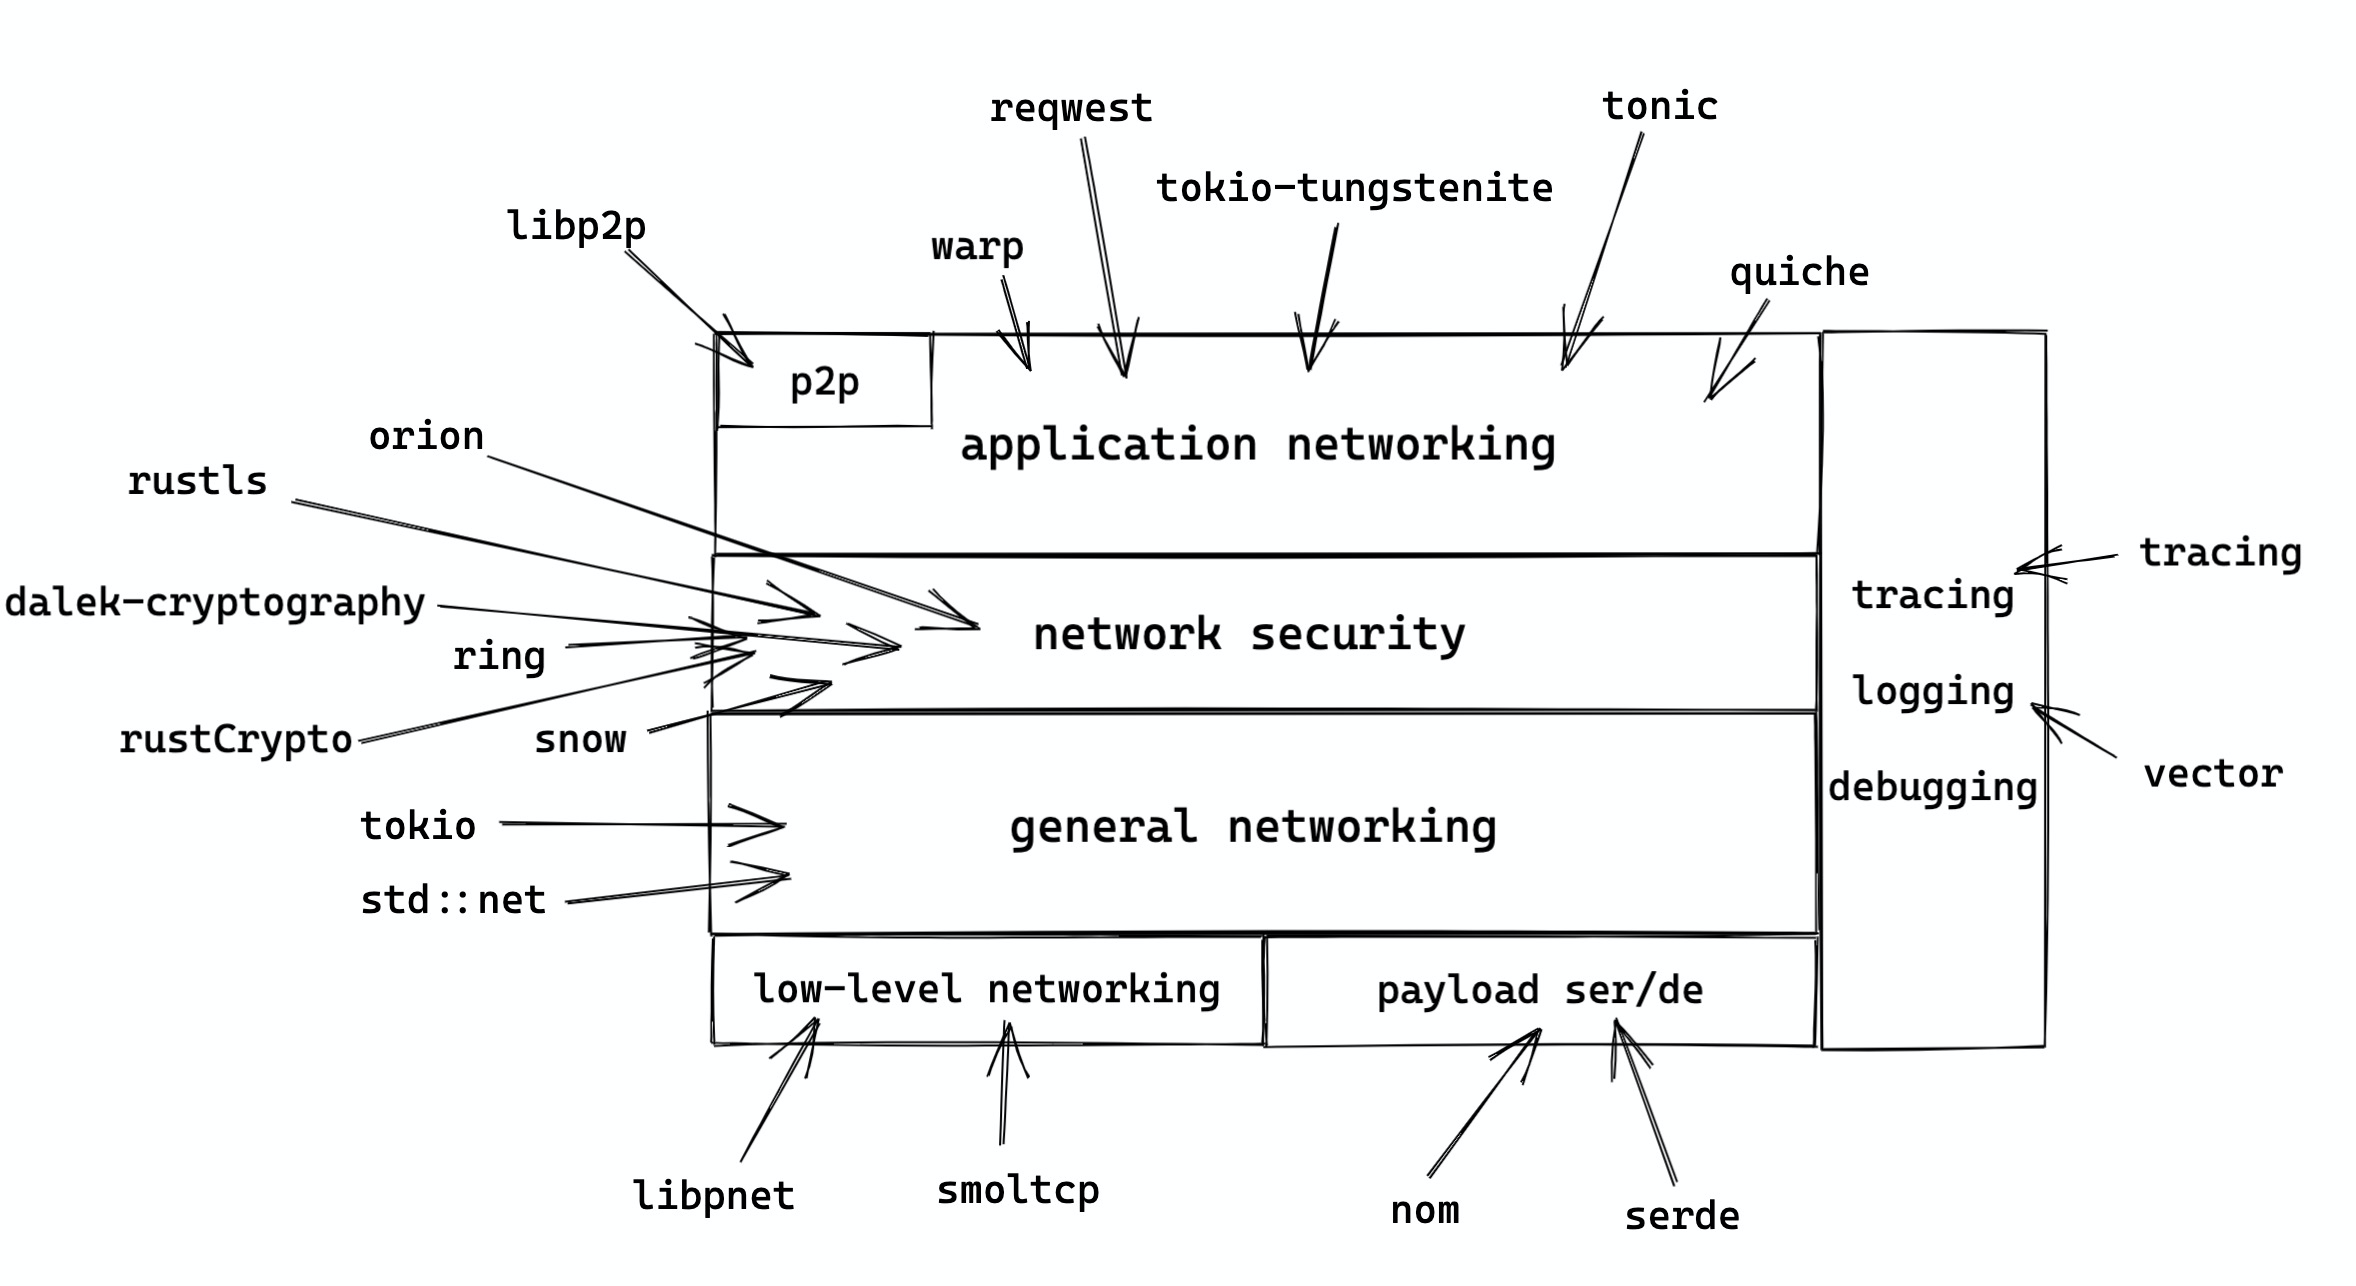 reqwest
tonic
tokio-tungstenite
libp2p
warp
quiche
p2p
orion
application networking
rustls
tracing
tracing
dalek-cryptography
network security
ring
logging
rustCrypto
snow
vector
debugging
tokio
general networking
std::net
low-level networking
payload ser/de
libpnet
smoltcp
nom
serde